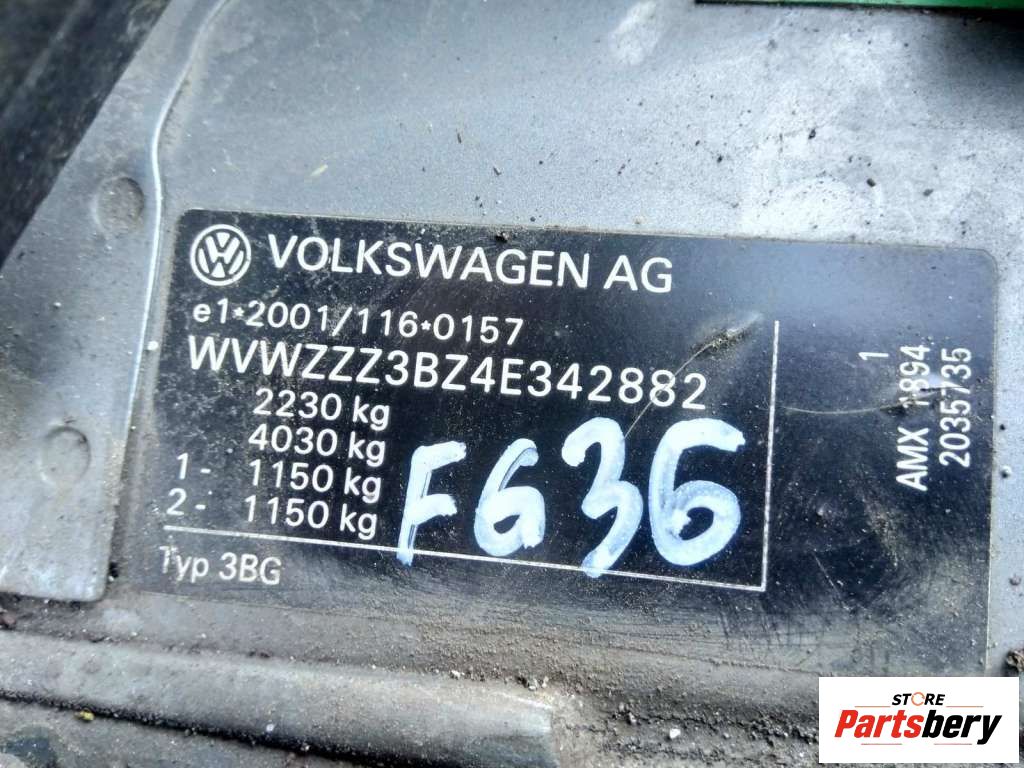 VOLKSWAGEN AG
e1*2001/116*0157
WVWZZZ3BZ4E342882
2230 kg
4030 kg
1- 1150 kg
2- 1150 kg
Typ 3BG
FG36
1
AMX 1894
2035735
STORE
Partsbery